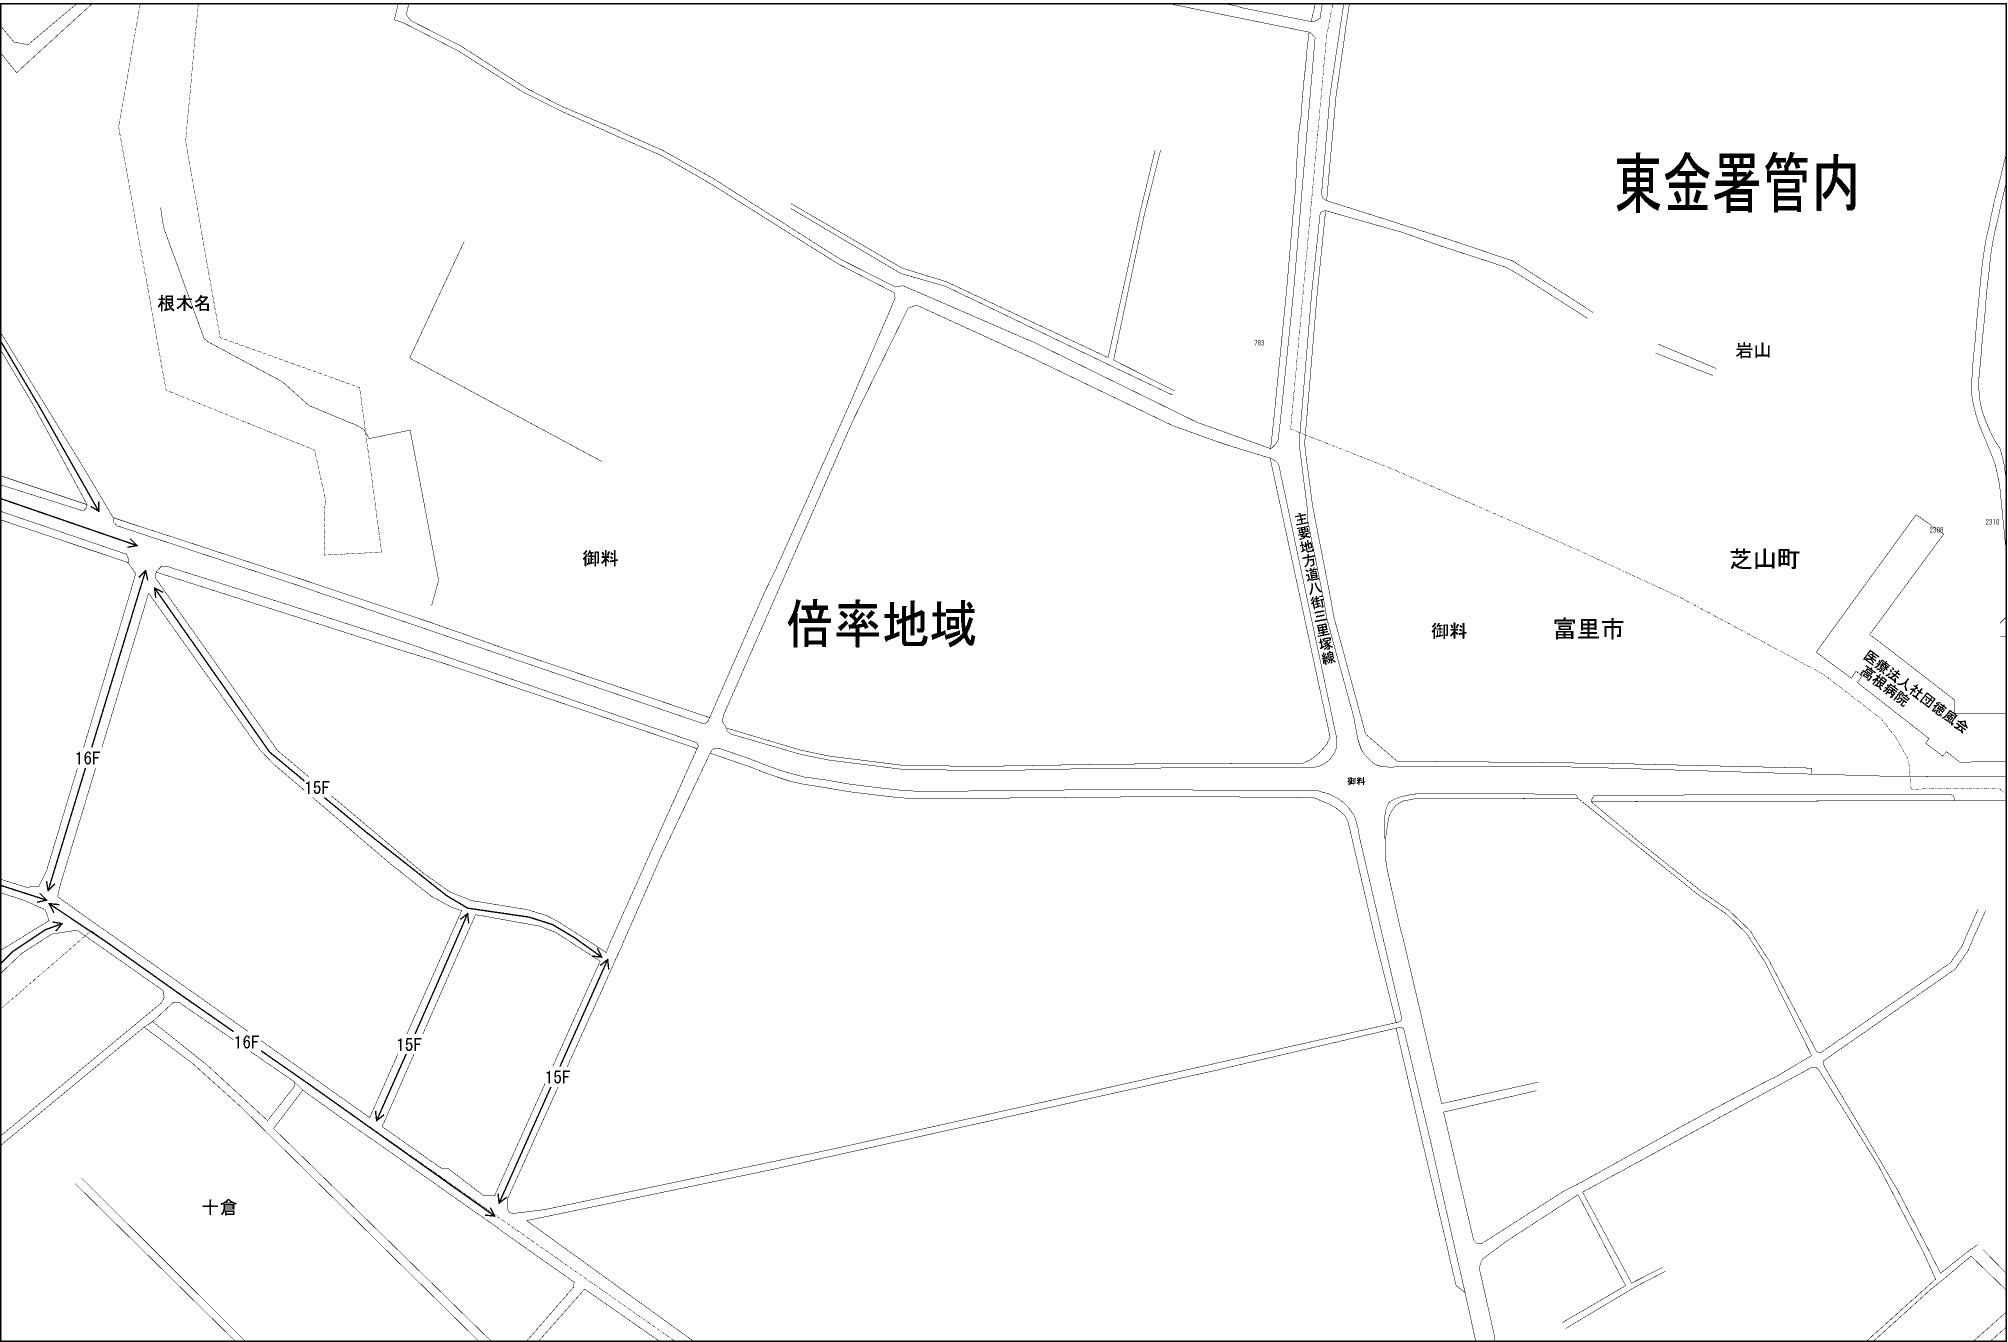 東金署管内
根木名
783
岩山
2308
2310
主要地方道八街三里塚線
御料
芝山町
倍率地域
御料
富里市
医療法人社団徳風会
高根病院
16F
15F
御料
16F
15F
15F
十倉